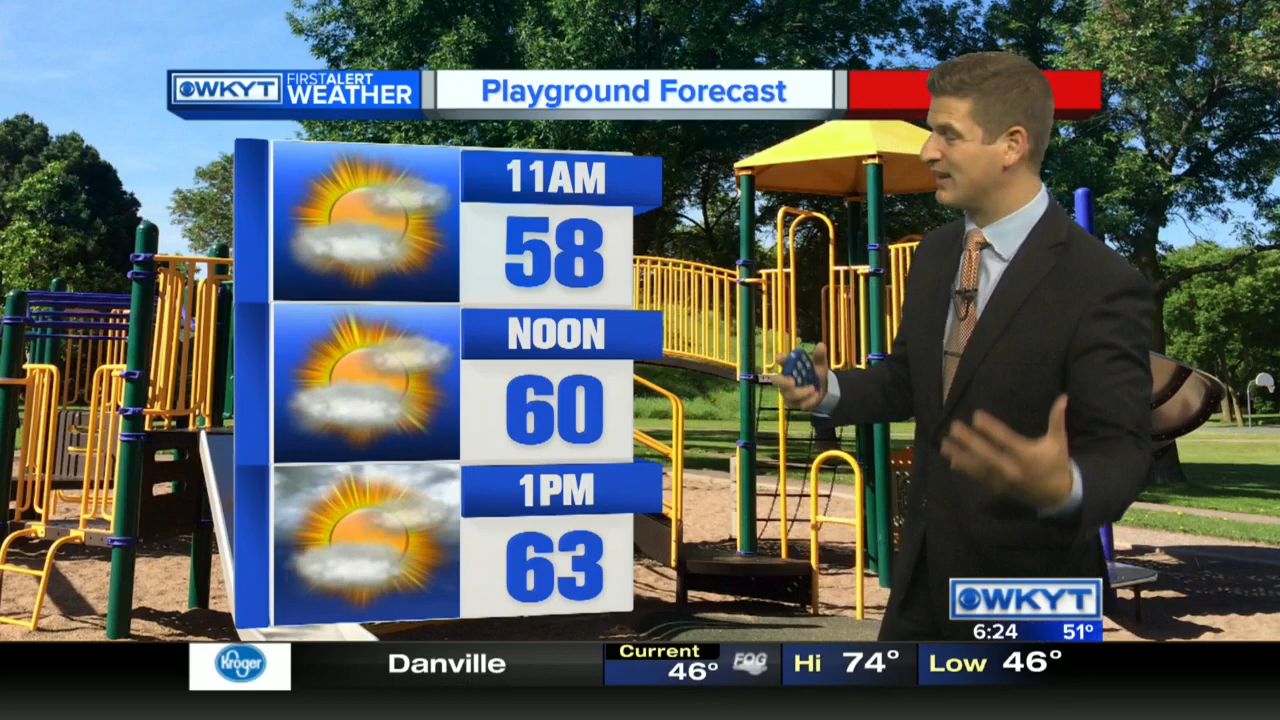 WKYT FIRST ALERT WEATHER Playground Forecast
11AM
58
NOON
60
1PM
63
WKYT
6:24 51°
Kroger Danville Current 46° FOG Hi 74° Low 46°